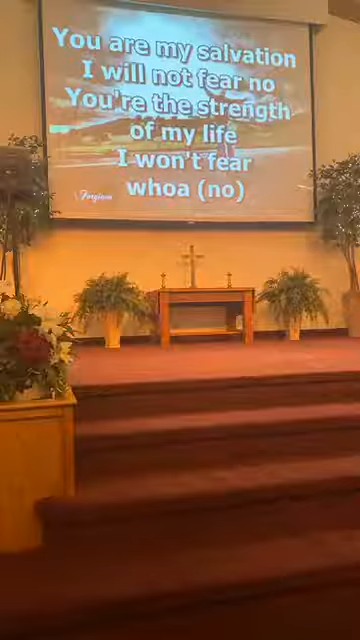 You are my salvation
I will not fear no
You're the strength
of my life
I won't fear
whoa (no)
Forgiven